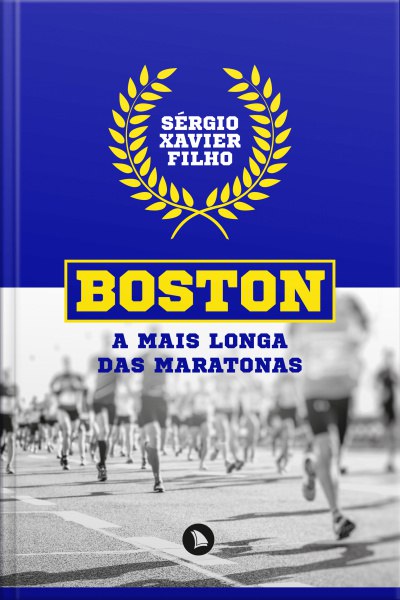 SÉRGIO
XAVIER
FILHO
BOSTON
A MAIS LONGA
DAS MARATONAS